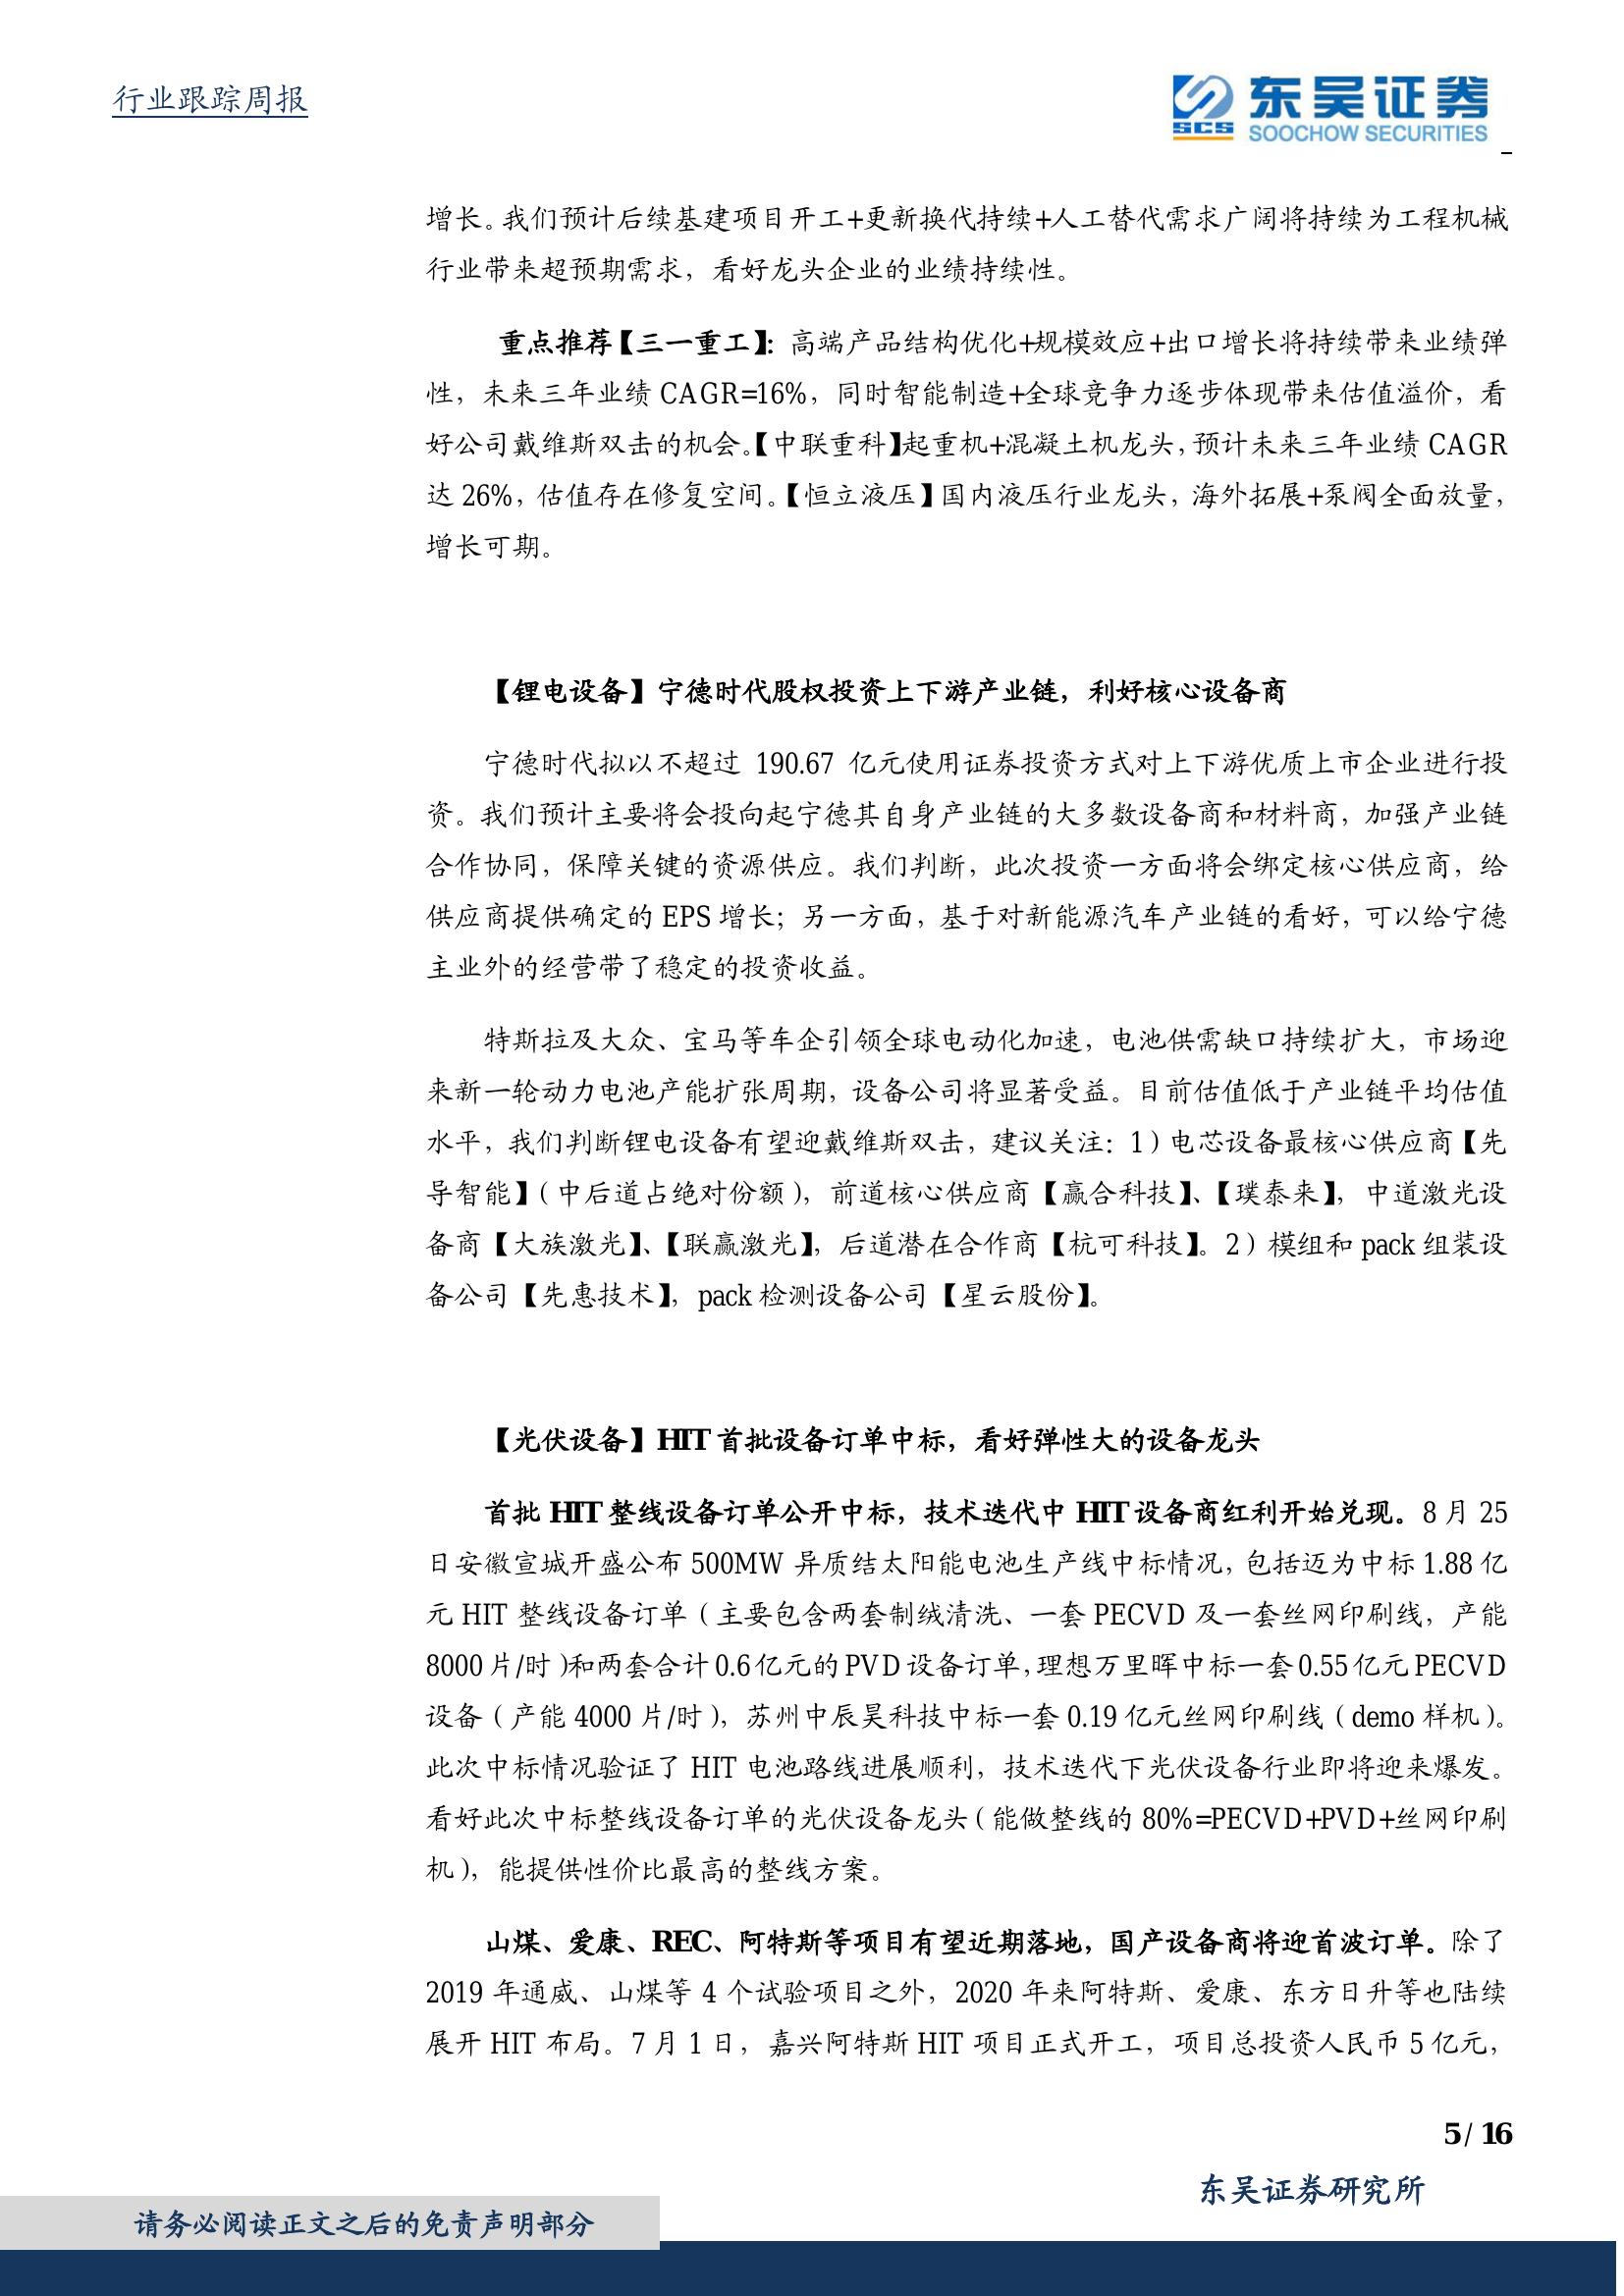 行业跟踪周报
东吴证券
SCS
SOOCHOW SECURITIES
增长。我们预计后续基建项目开工+更新换代持续+人工替代需求广阔将持续为工程机械
行业带来超预期需求，看好龙头企业的业绩持续性。
重点推荐【三一重工】：高端产品结构优化+规模效应+出口增长将持续带来业绩弹
性，未来三年业绩 CAGR=16%，同时智能制造+全球竞争力逐步体现带来估值溢价，看
好公司戴维斯双击的机会。【中联重科】起重机+混凝土机龙头，预计未来三年业绩 CAGR
达 26%，估值存在修复空间。【恒立液压】国内液压行业龙头，海外拓展+泵阀全面放量，
增长可期。
【锂电设备】宁德时代股权投资上下游产业链，利好核心设备商
宁德时代拟以不超过 190.67 亿元使用证券投资方式对上下游优质上市企业进行投
资。我们预计主要将会投向起宁德其自身产业链的大多数设备商和材料商，加强产业链
合作协同，保障关键的资源供应。我们判断，此次投资一方面将会绑定核心供应商，给
供应商提供确定的 EPS 增长；另一方面，基于对新能源汽车产业链的看好，可以给宁德
主业外的经营带了稳定的投资收益。
特斯拉及大众、宝马等车企引领全球电动化加速，电池供需缺口持续扩大，市场迎
来新一轮动力电池产能扩张周期，设备公司将显著受益。目前估值低于产业链平均估值
水平，我们判断锂电设备有望迎戴维斯双击，建议关注：1）电芯设备最核心供应商【先
导智能】（中后道占绝对份额），前道核心供应商【赢合科技】、【璞泰来】，中道激光设
备商【大族激光】、【联赢激光】，后道潜在合作商【杭可科技】。2）模组和 pack 组装设
备公司【先惠技术】，pack 检测设备公司【星云股份】。
【光伏设备】HIT 首批设备订单中标，看好弹性大的设备龙头
首批 HIT 整线设备订单公开中标，技术迭代中 HIT 设备商红利开始兑现。8 月 25
日安徽宣城开盛公布 500MW 异质结太阳能电池生产线中标情况，包括迈为中标 1.88 亿
元 HIT 整线设备订单（主要包含两套制绒清洗、一套 PECVD 及一套丝网印刷线，产能
8000 片/时）和两套合计 0.6 亿元的 PVD 设备订单，理想万里晖中标一套 0.55 亿元 PECVD
设备（产能 4000 片/时），苏州中辰昊科技中标一套 0.19 亿元丝网印刷线（demo 样机）。
此次中标情况验证了 HIT 电池路线进展顺利，技术迭代下光伏设备行业即将迎来爆发。
看好此次中标整线设备订单的光伏设备龙头（能做整线的 80%=PECVD+PVD+丝网印刷
机），能提供性价比最高的整线方案。
山煤、爱康、REC、阿特斯等项目有望近期落地，国产设备商将迎首波订单。除了
2019 年通威、山煤等 4 个试验项目之外，2020 年来阿特斯、爱康、东方日升等也陆续
展开 HIT 布局。7 月 1 日，嘉兴阿特斯 HIT 项目正式开工，项目总投资人民币 5 亿元，
5 / 16
东吴证券研究所
请务必阅读正文之后的免责声明部分